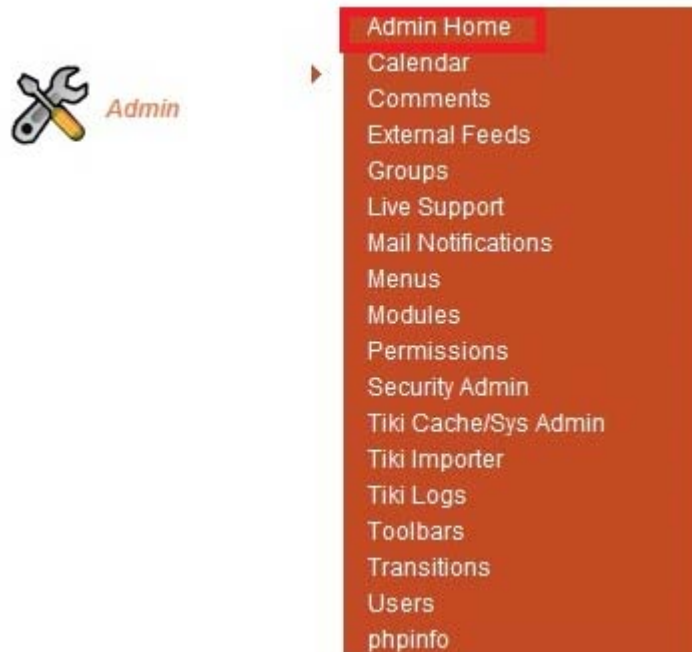 Admin
Admin Home
Calendar
Comments
External Feeds
Groups
Live Support
Mail Notifications
Menus
Modules
Permissions
Security Admin
Tiki Cache/Sys Admin
Tiki Importer
Tiki Logs
Toolbars
Transitions
Users
phpinfo